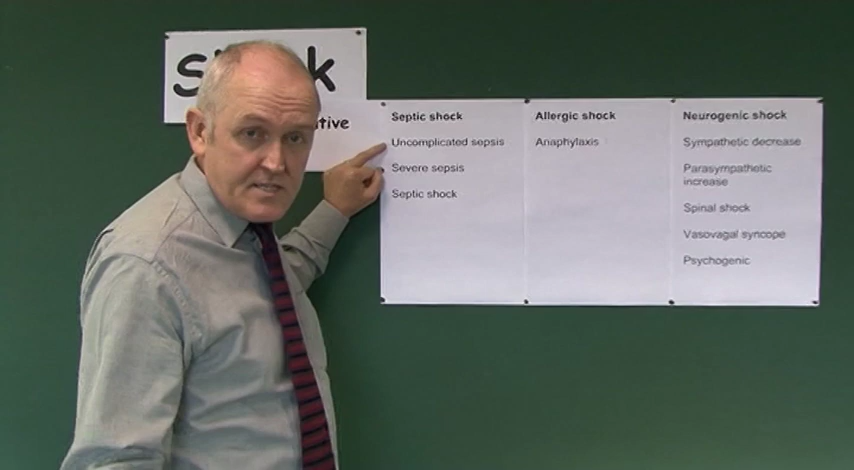 Septic shock
Uncomplicated sepsis
Severe sepsis
Septic shock
Allergic shock
Anaphylaxis
Neurogenic shock
Sympathetic decrease
Parasympathetic
increase
Spinal shock
Vasovagal syncope
Psychogenic